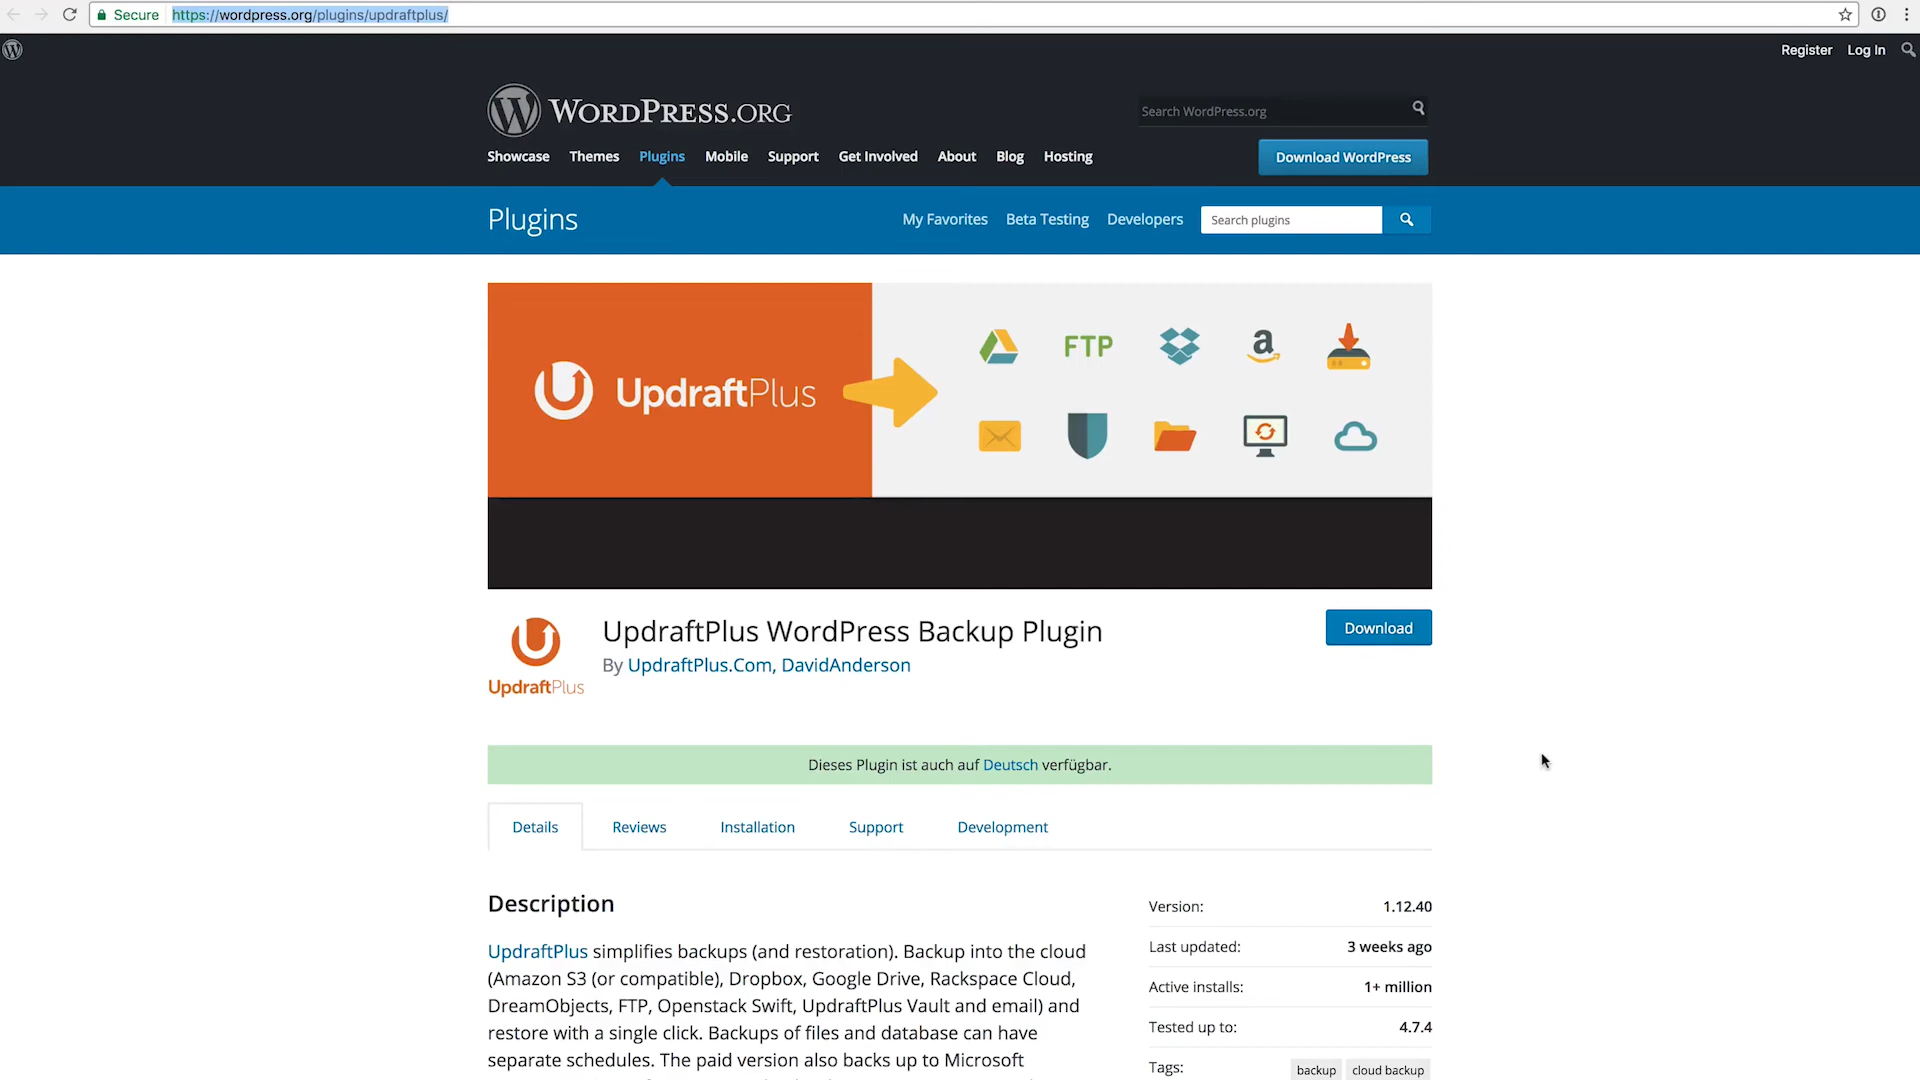 Secure https://wordpress.org/plugins/updraftplus/
Register Log In
WORDPRESS.ORG
Search WordPress.org
Showcase Themes Plugins Mobile Support Get Involved About Blog Hosting
Download WordPress
Plugins
My Favorites Beta Testing Developers
Search plugins
FTP
a
UpdraftPlus
UpdraftPlus WordPress Backup Plugin
Download
By UpdraftPlus.Com, DavidAnderson
UpdraftPlus
Dieses Plugin ist auch auf Deutsch verfügbar.
Details Reviews Installation Support Development
Description
UpdraftPlus simplifies backups (and restoration). Backup into the cloud
(Amazon S3 (or compatible), Dropbox, Google Drive, Rackspace Cloud,
DreamObjects, FTP, Openstack Swift, UpdraftPlus Vault and email) and
restore with a single click. Backups of files and database can have
separate schedules. The paid version also backs up to Microsoft
Version: 1.12.40
Last updated: 3 weeks ago
Active installs: 1+ million
Tested up to: 4.7.4
Tags: backup cloud backup